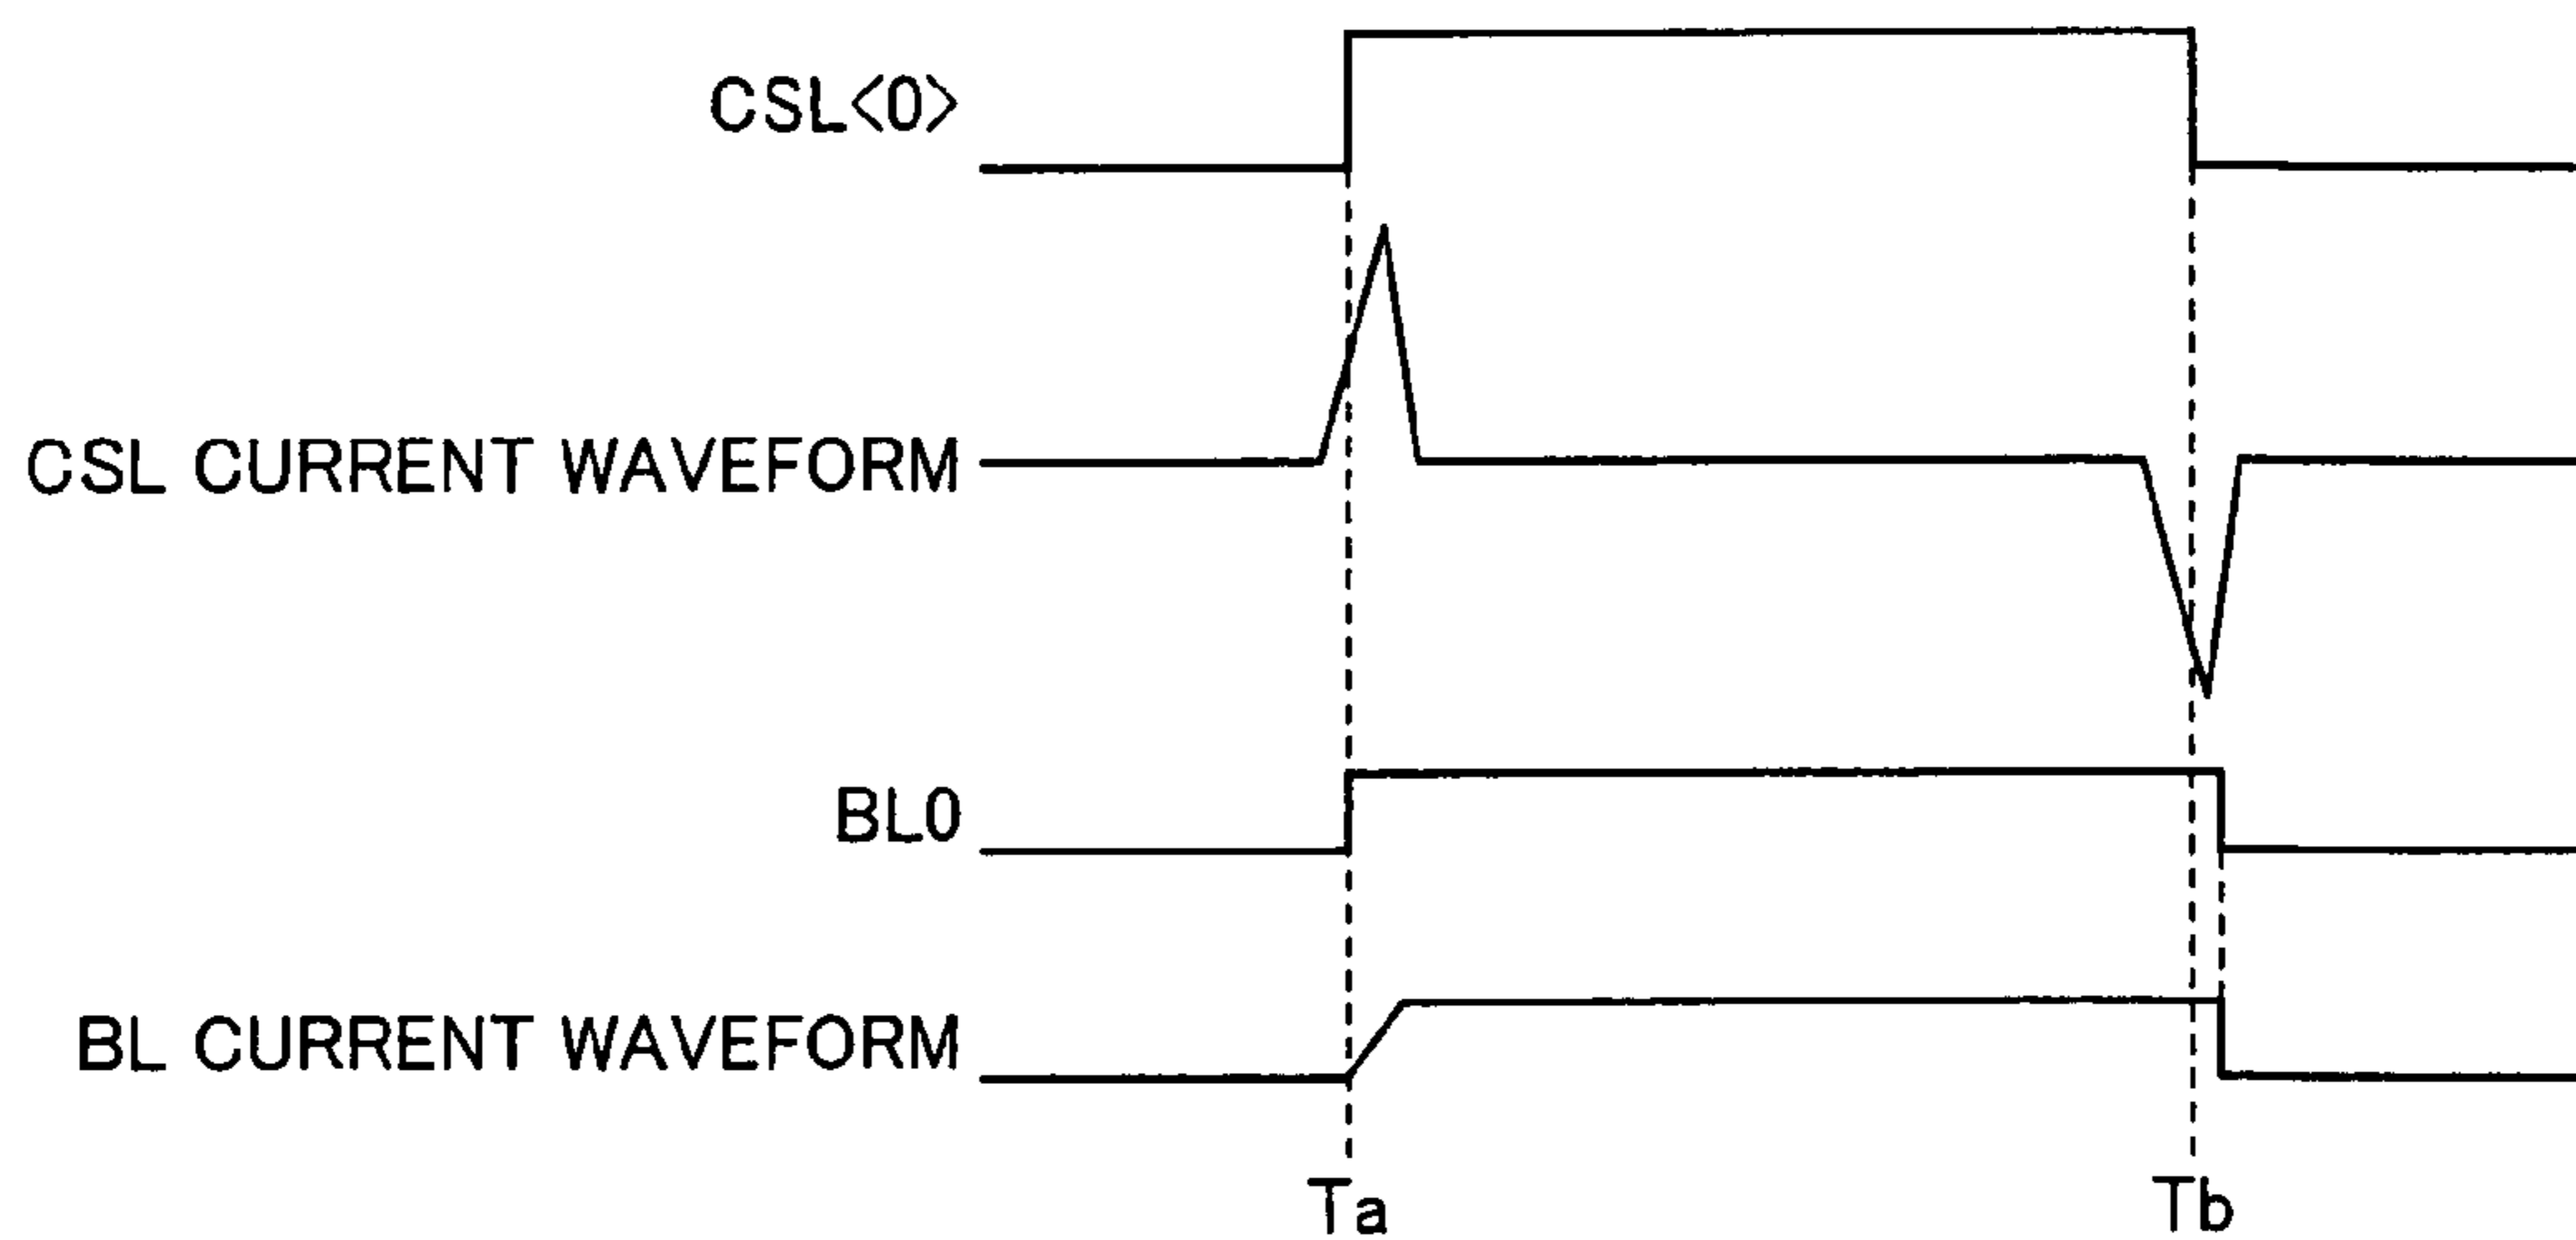 CSL<0>
CSL CURRENT WAVEFORM
BL0
BL CURRENT WAVEFORM
Ta Tb